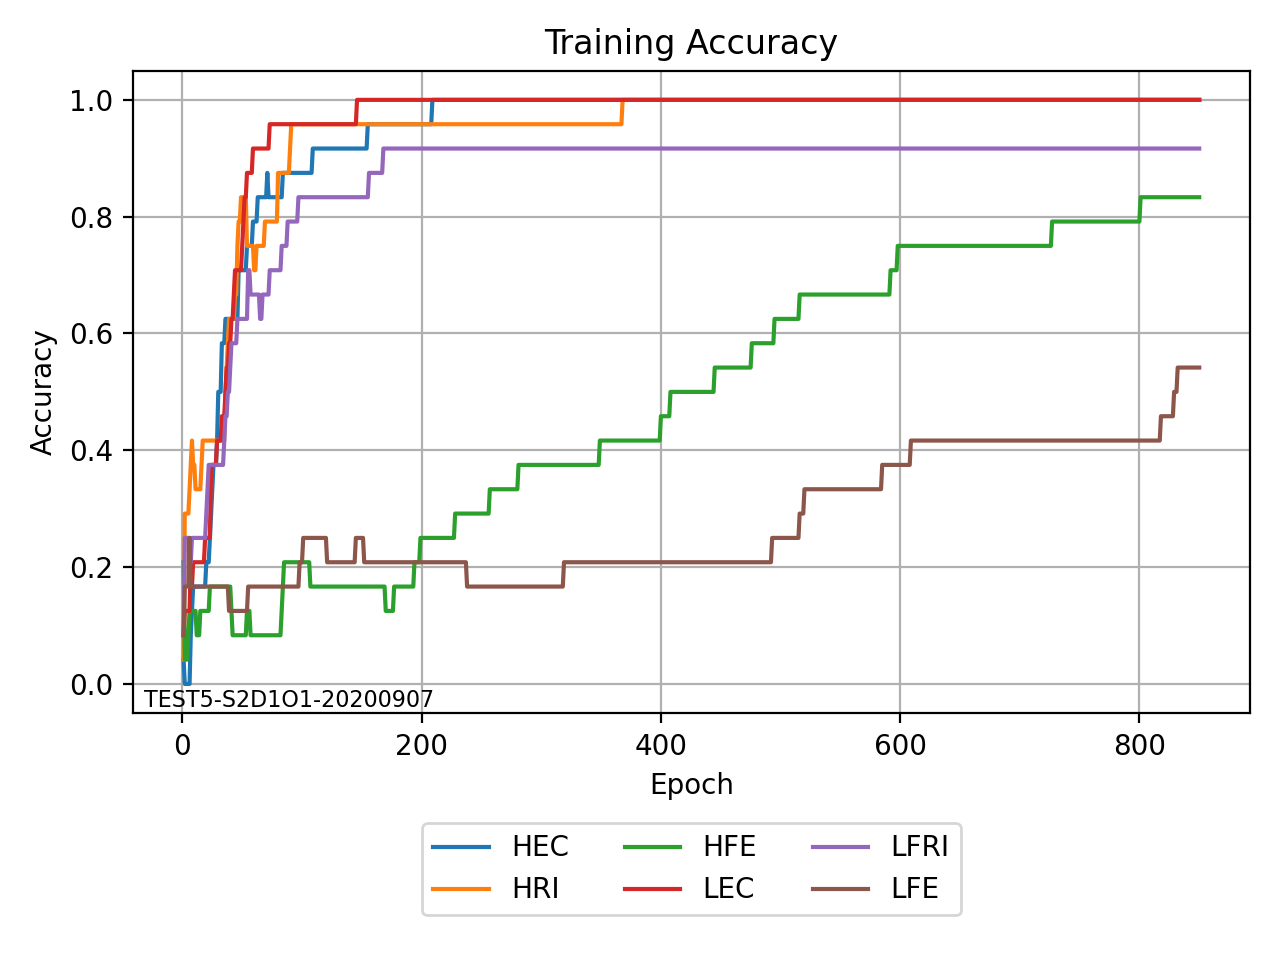 Training Accuracy
1.0
0.8
0.6
0.4
0.2
0.0
Accuracy
TEST5-S2D1O1-20200907
0 200 400 600 800
Epoch
HEC HFE LFRI
HRI LEC LFE